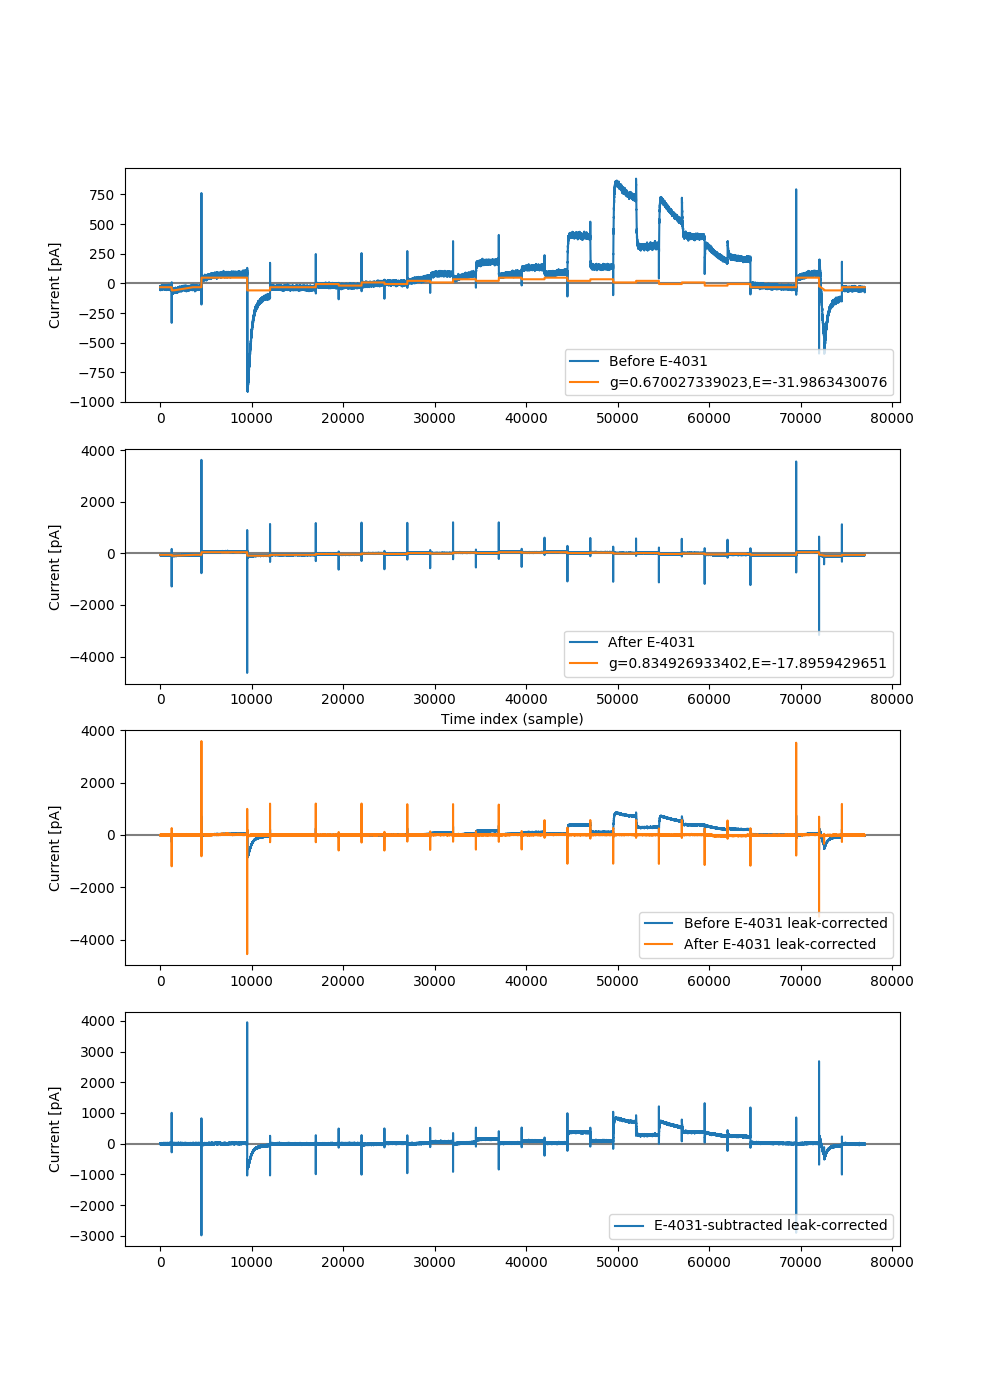 750
500
250
0
−250
−500
−750
−1000
Current [pA]
Before E-4031
g=0.670027339023,E=-31.9863430076
0 10000 20000 30000 40000 50000 60000 70000 80000
4000
2000
0
−2000
−4000
Current [pA]
After E-4031
g=0.834926933402,E=-17.8959429651
0 10000 20000 30000 40000 50000 60000 70000 80000
Time index (sample)
4000
2000
0
−2000
−4000
Current [pA]
Before E-4031 leak-corrected
After E-4031 leak-corrected
0 10000 20000 30000 40000 50000 60000 70000 80000
4000
3000
2000
1000
0
−1000
−2000
−3000
Current [pA]
E-4031-subtracted leak-corrected
0 10000 20000 30000 40000 50000 60000 70000 80000